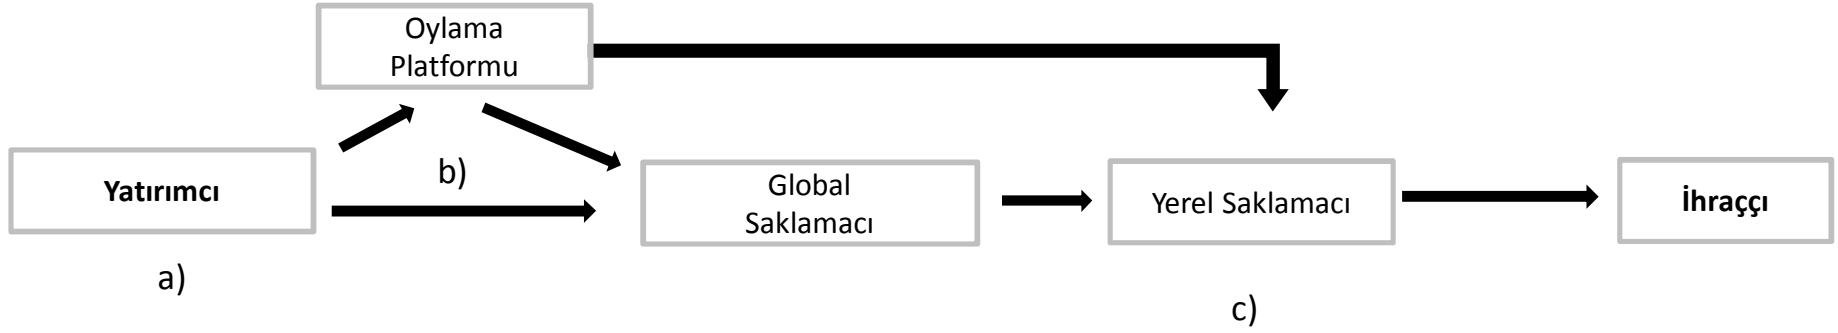 Oylama
Platformu
Yatırımcı
b)
Global
Saklamacı
Yerel Saklamacı
İhraççı
a)
c)